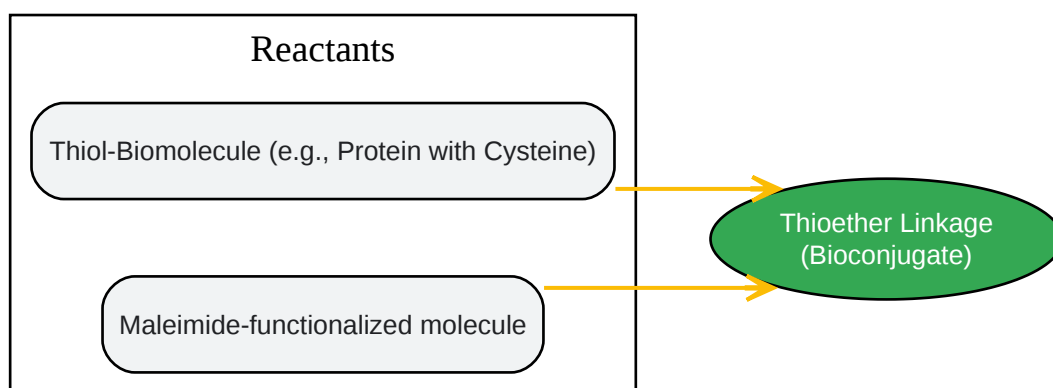 Reactants
Thiol-Biomolecule (e.g., Protein with Cysteine)
Thioether Linkage
(Bioconjugate)
Maleimide-functionalized molecule